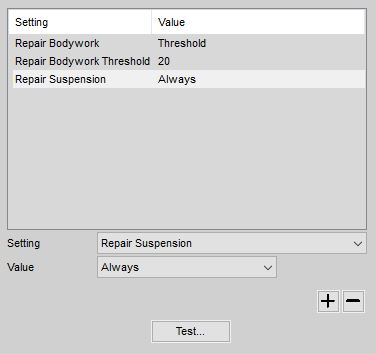 Setting Value
Repair Bodywork Threshold
Repair Bodywork Threshold 20
Repair Suspension Always
Setting Repair Suspension
Value Always
Test...